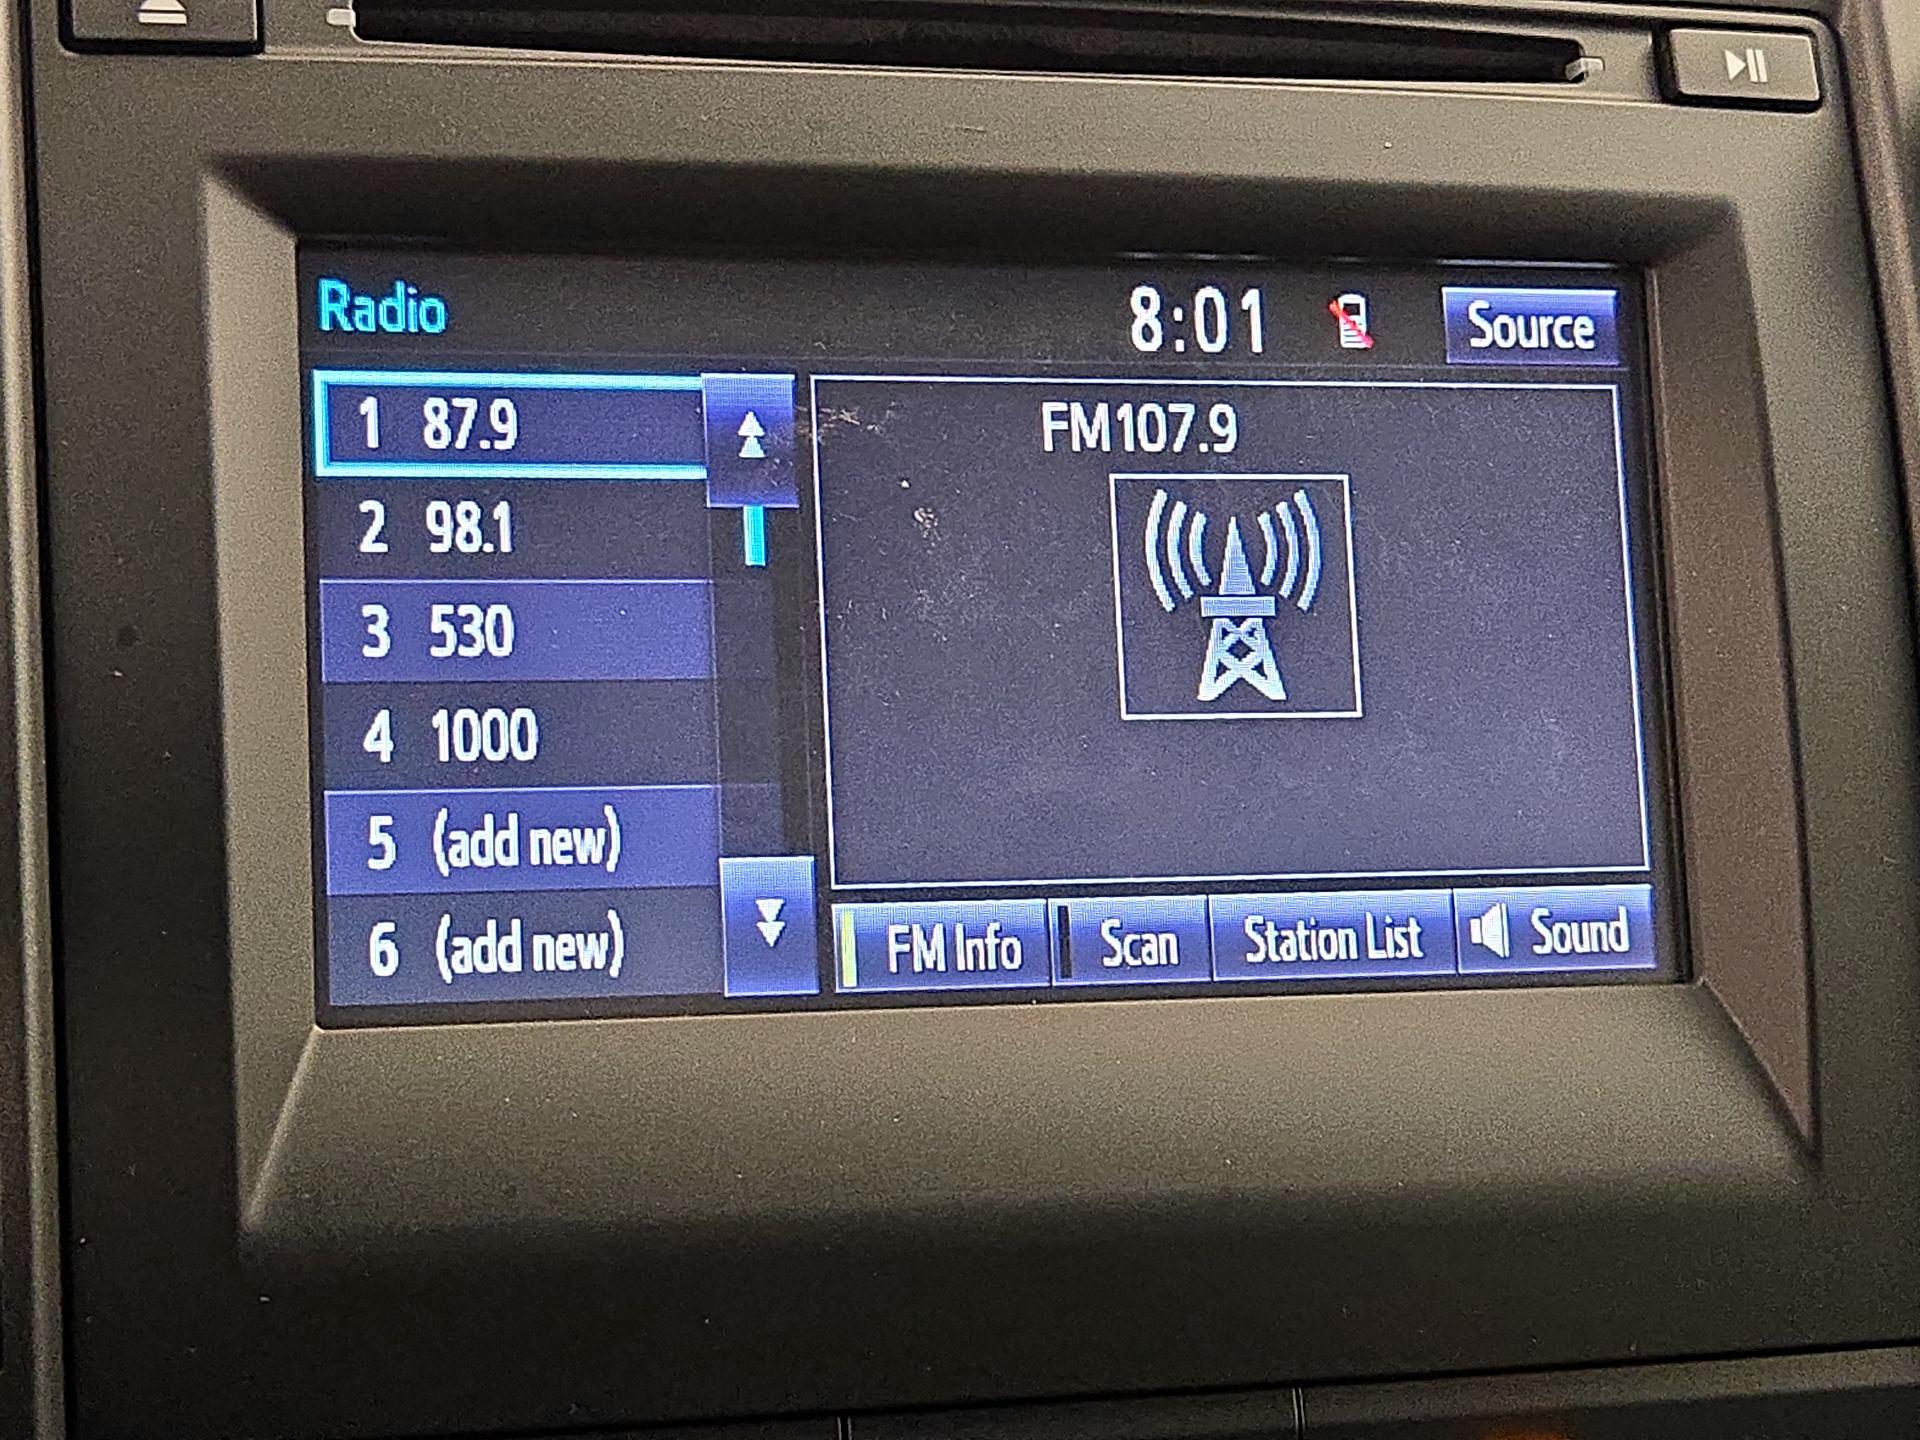 Radio
8:01
Source
1 87.9
2 98.1
3 530
4 1000
5 (add new)
6 (add new)
FM107.9
FM Info
Scan
Station List
Sound